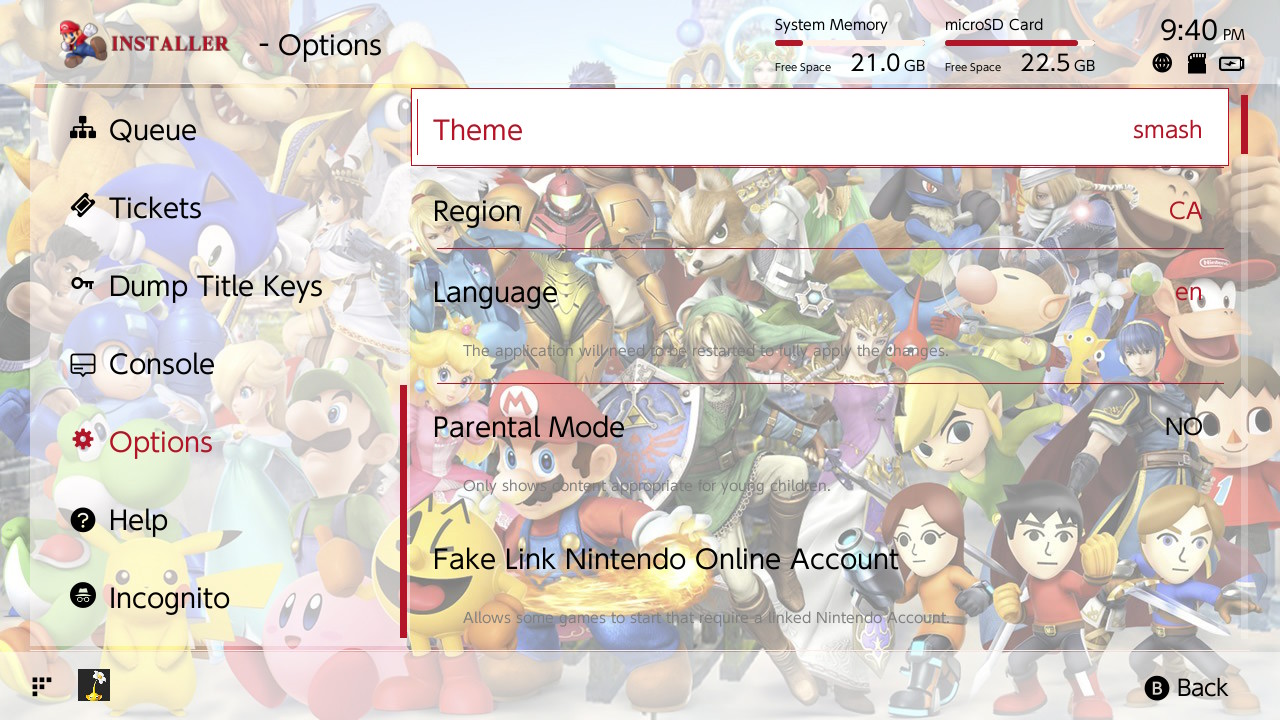 INSTALLER - Options
System Memory
Free Space 21.0 GB
microSD Card
Free Space 22.5 GB
9:40 PM
Queue
Tickets
Dump Title Keys
Console
Options
Help
Incognito
Theme smash
Region CA
Language en
The application will need to be restarted to fully apply the changes.
Parental Mode NO
Only shows content appropriate for young children.
Fake Link Nintendo Online Account
Allows some games to start that require a linked Nintendo Account.
B Back